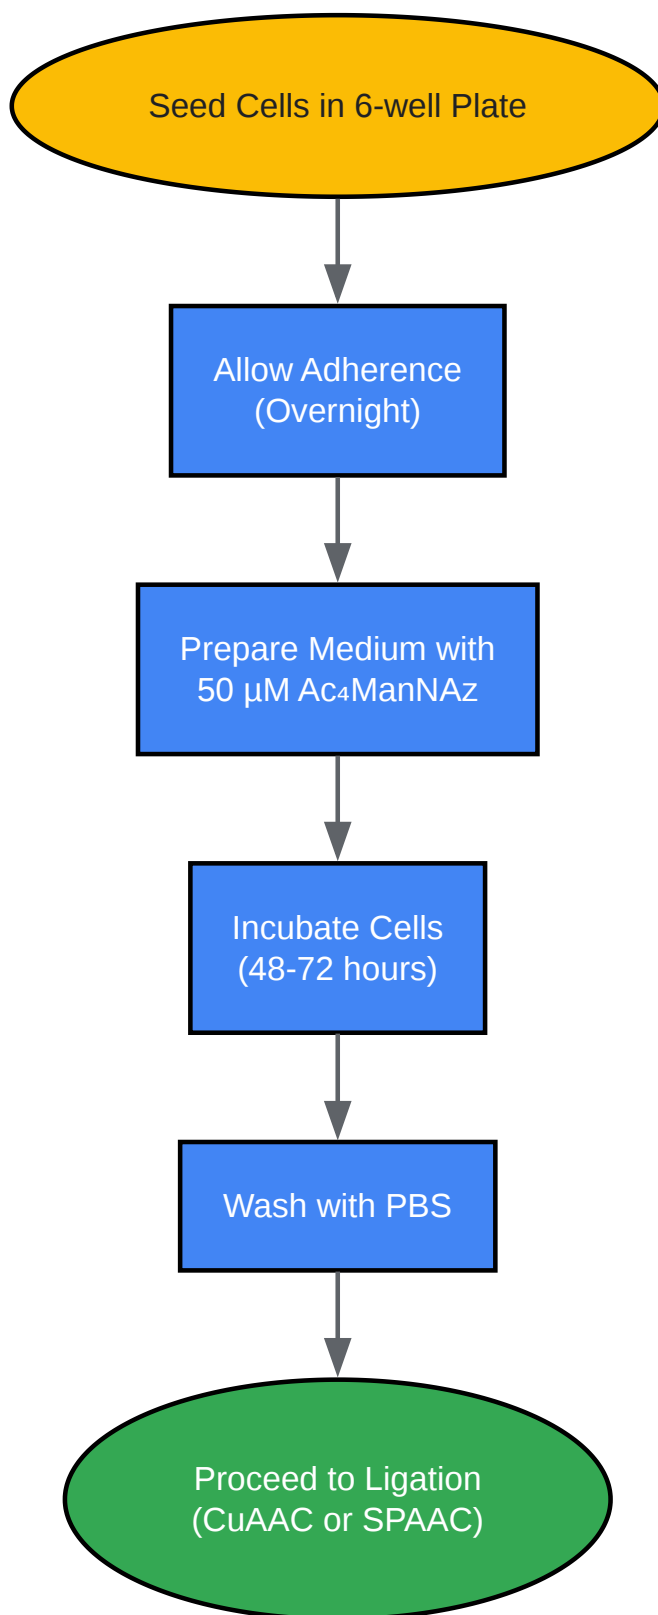 Seed Cells in 6-well Plate
Allow Adherence
(Overnight)
Prepare Medium with
50 µM Ac₄ManNAz
Incubate Cells
(48-72 hours)
Wash with PBS
Proceed to Ligation
(CuAAC or SPAAC)